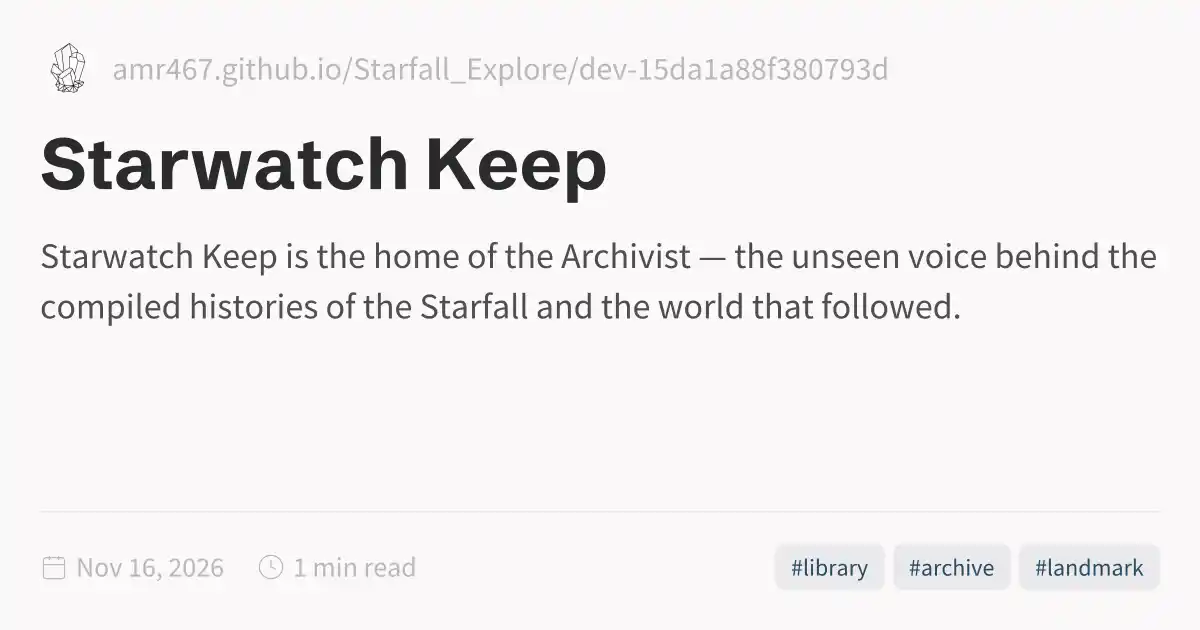 amr467.github.io/Starfall_Explore/dev-15da1a88f380793d
Starwatch Keep
Starwatch Keep is the home of the Archivist — the unseen voice behind the
compiled histories of the Starfall and the world that followed.
Nov 16, 2026 1 min read #library #archive #landmark